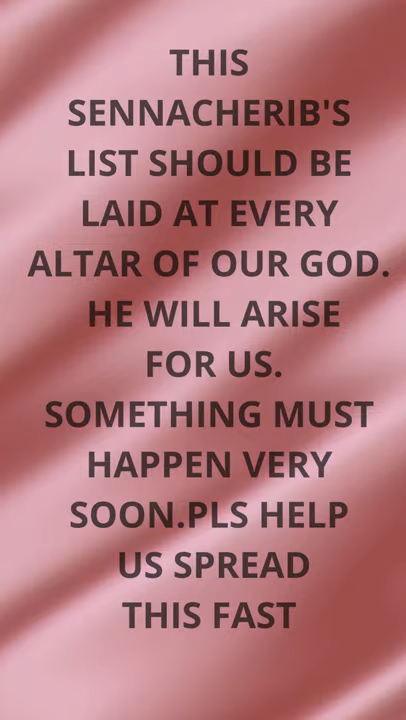 THIS
SENNACHERIB'S
LIST SHOULD BE
LAID AT EVERY
ALTAR OF OUR GOD.
HE WILL ARISE
FOR US.
SOMETHING MUST
HAPPEN VERY
SOON.PLS HELP
US SPREAD
THIS FAST